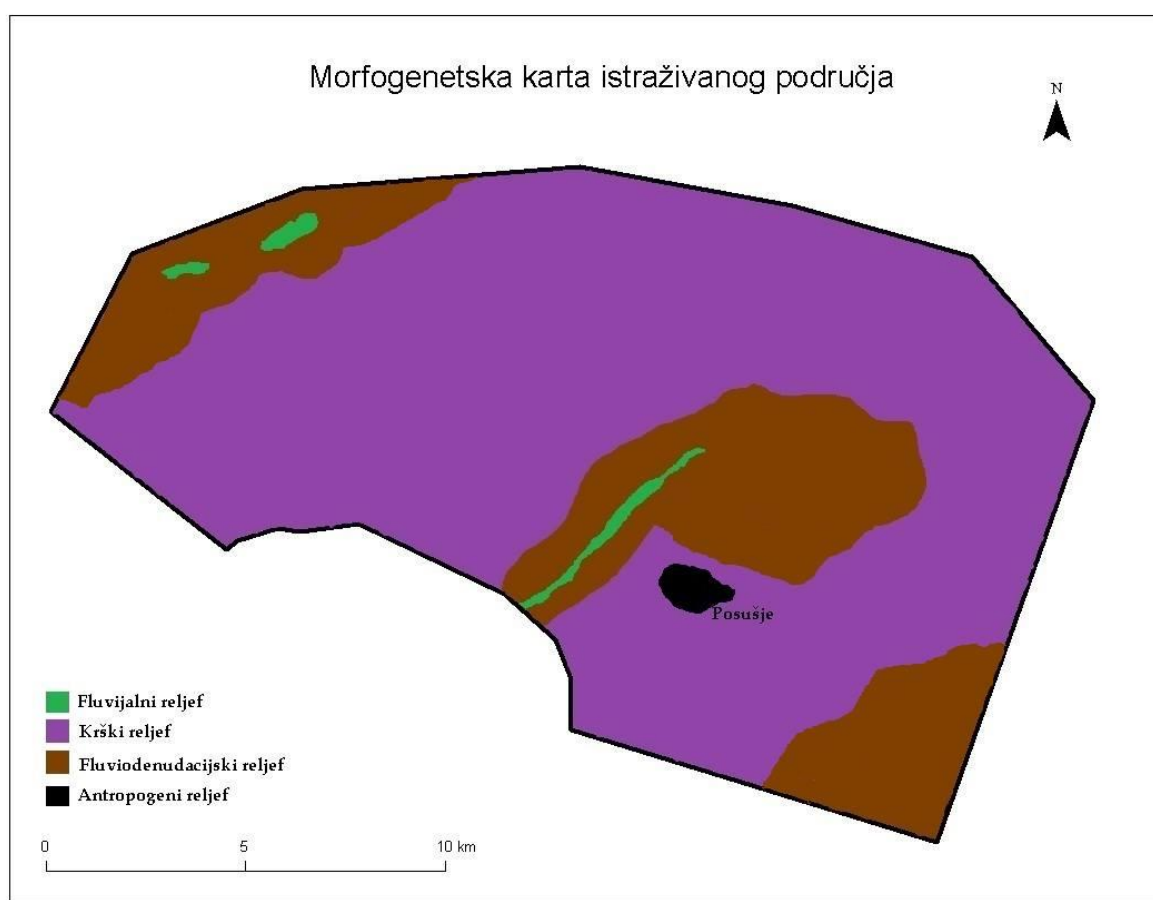 Morfogenetska karta istraživanog područja
N
Posušje
Fluvijalni reljef
Krški reljef
Fluviodenudacijski reljef
Antropogeni reljef
0 5 10 km